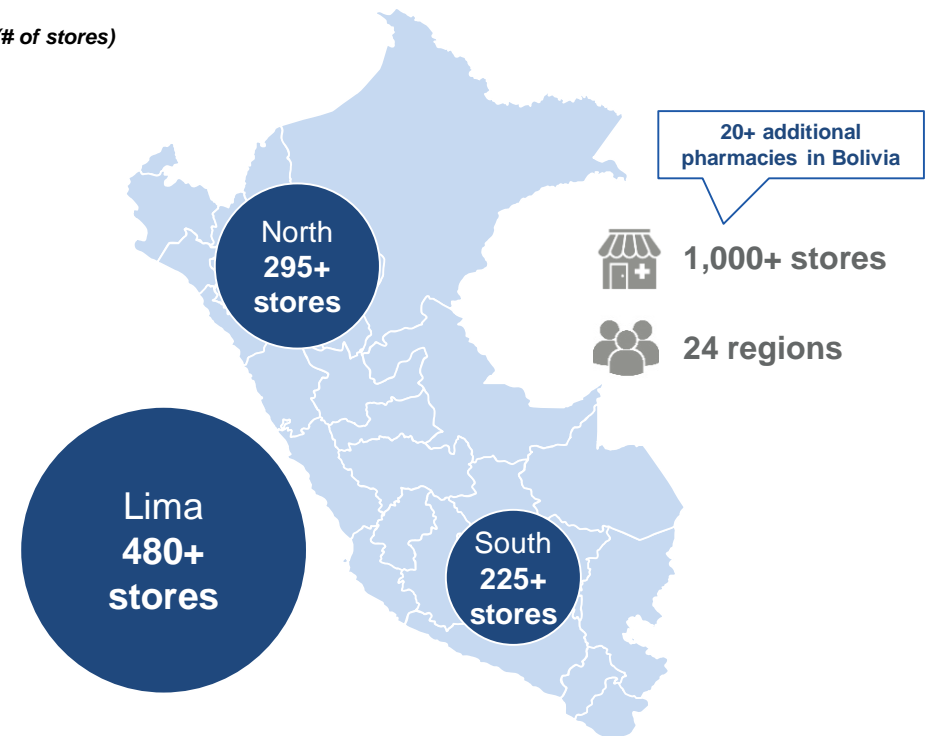 (# of stores)
20+ additional
pharmacies in Bolivia
North
295+
stores
1,000+ stores
24 regions
Lima
480+
stores
South
225+
stores